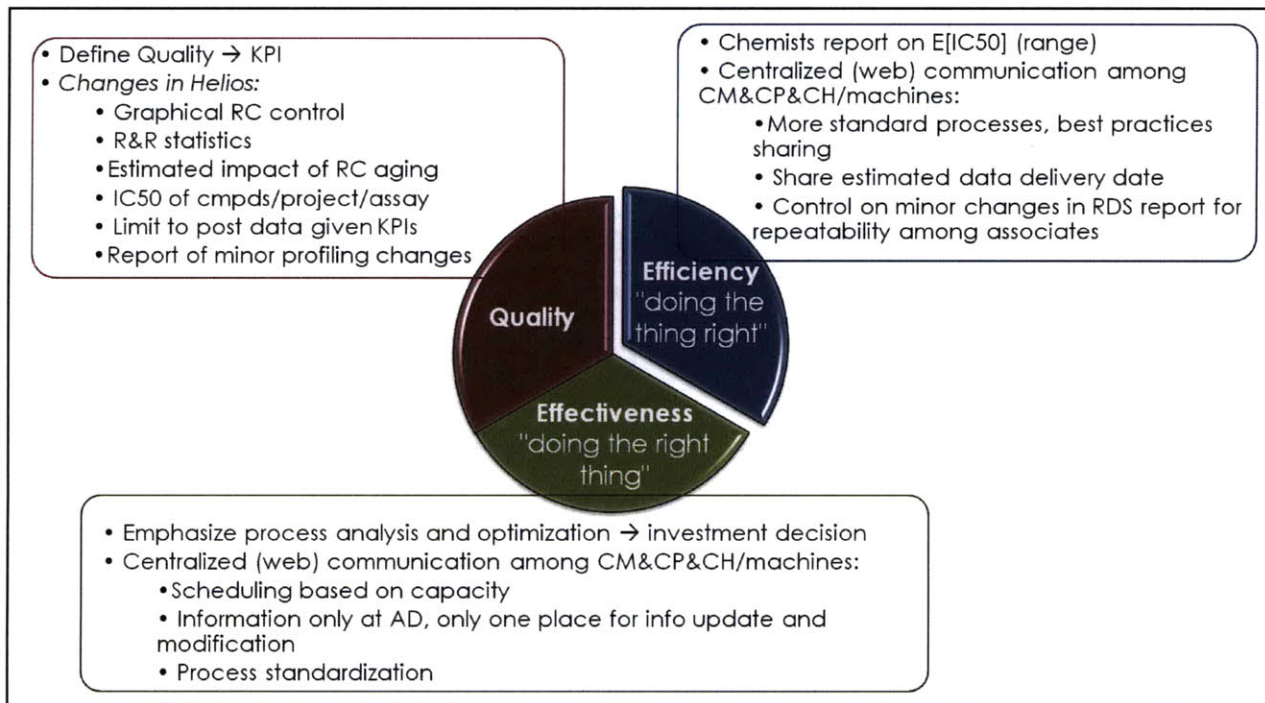 • Define Quality → KPI
• Changes in Helios:
• Graphical RC control
• R&R statistics
•Estimated impact of RC aging
• IC50 of cmpds/project/assay
• Limit to post data given KPIs
•Report of minor profiling changes
• Chemists report on E[IC50] (range)
• Centralized (web) communication among
CM&CP&CH/machines:
•More standard processes, best practices
sharing
• Share estimated data delivery date
• Control on minor changes in RDS report for
repeatability among associates
Quality
Efficiency
"doing the
thing right"
Effectiveness
"doing the right
thing"
• Emphasize process analysis and optimization → investment decision
• Centralized (web) communication among CM&CP&CH/machines:
•Scheduling based on capacity
• Information only at AD, only one place for info update and
modification
• Process standardization